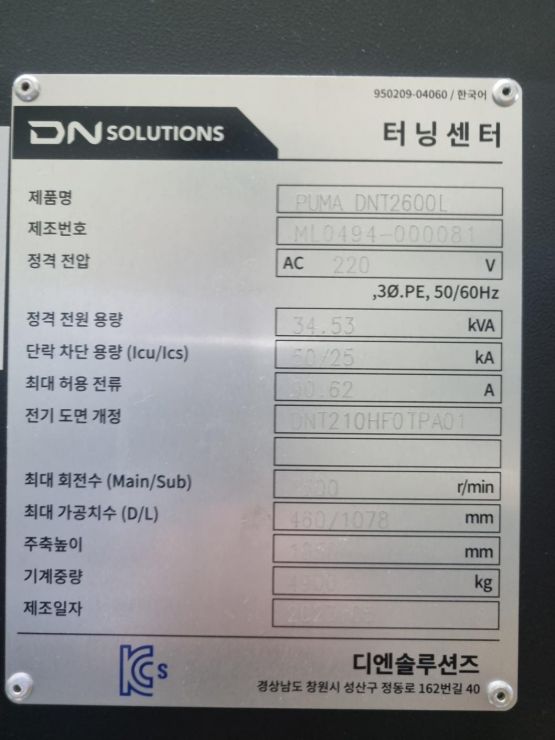 950209-04060 / 한국어
DN SOLUTIONS
터닝센터
제품명 PUMA DNT2600L
제조번호 ML0494-000081
정격 전압 AC 220 V
,3Ø.PE, 50/60Hz
정격 전원 용량 34.53 kVA
단락 차단 용량 (Icu/Ics) 50/25 kA
최대 허용 전류 90.62 A
전기 도면 개정 DNT210HF0TPA01
최대 회전수 (Main/Sub) r/min
최대 가공치수 (D/L) 460/1078 mm
주축높이 mm
기계중량 kg
제조일자
KCs
디엔솔루션즈
경상남도 창원시 성산구 정동로 162번길 40